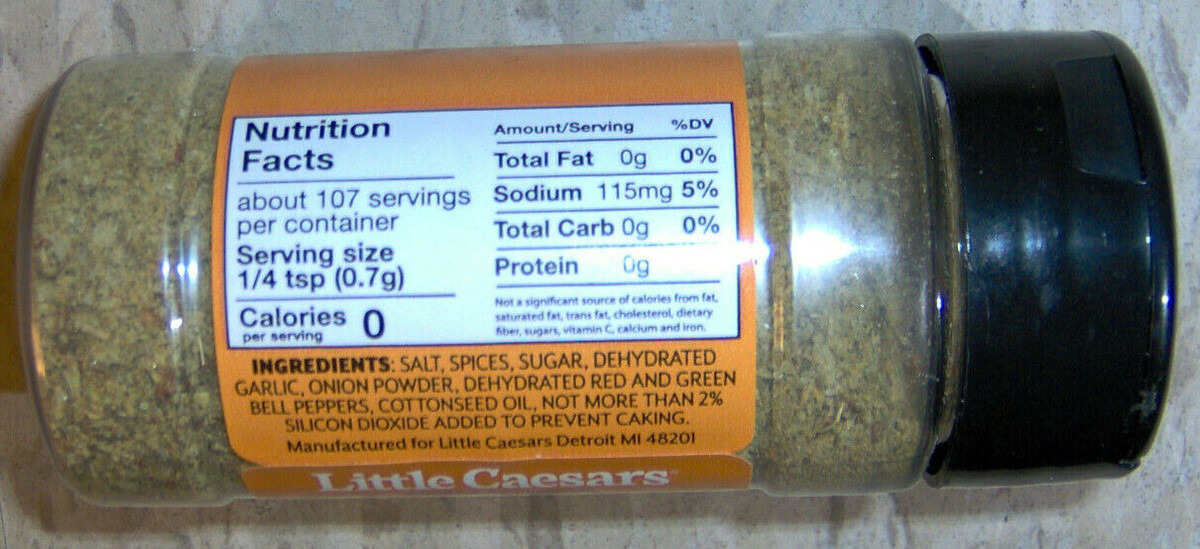 Nutrition
Facts
about 107 servings
per container
Serving size
1/4 tsp (0.7g)
Calories 0
per serving
Amount/Serving %DV
Total Fat 0g 0%
Sodium 115mg 5%
Total Carb 0g 0%
Protein 0g
Not a significant source of calories from fat,
saturated fat, trans fat, cholesterol, dietary
fiber, sugars, vitamin C, calcium and iron.
INGREDIENTS: SALT, SPICES, SUGAR, DEHYDRATED
GARLIC, ONION POWDER, DEHYDRATED RED AND GREEN
BELL PEPPERS, COTTONSEED OIL, NOT MORE THAN 2%
SILICON DIOXIDE ADDED TO PREVENT CAKING.
Manufactured for Little Caesars Detroit MI 48201
Little Caesars